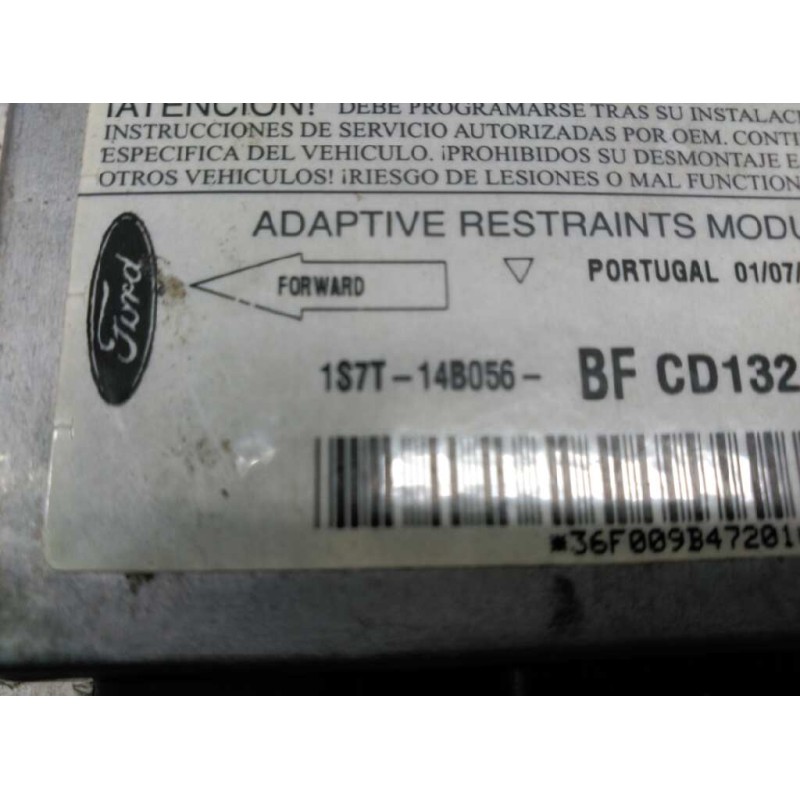 ¡ATENCION! DEBE PROGRAMARSE TRAS SU INSTALAC
INSTRUCCIONES DE SERVICIO AUTORIZADAS POR OEM. CONTI
ESPECIFICA DEL VEHICULO. ¡PROHIBIDOS SU DESMONTAJE E
OTROS VEHICULOS! ¡RIESGO DE LESIONES O MAL FUNCTION
ADAPTIVE RESTRAINTS MODU
Ford
FORWARD
PORTUGAL 01/07/
1S7T-14B056- BF CD132
*36F009B47201